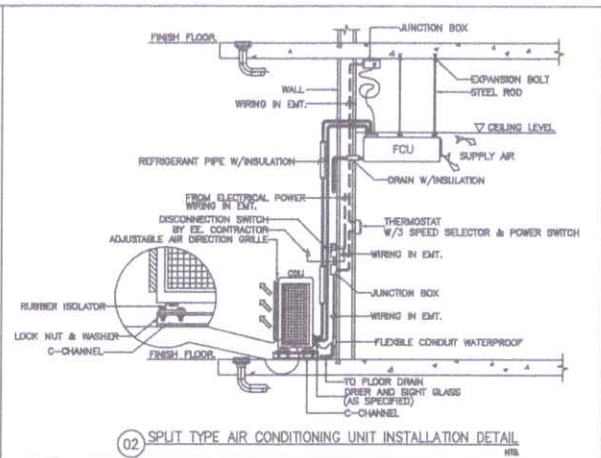 JUNCTION BOX
FINISH FLOOR
EXPANSION BOLT
STEEL ROD
WALL
WIRING IN EMT.
CEILING LEVEL
FCU
SUPPLY AIR
REFRIGERANT PIPE W/INSULATION
DRAIN W/INSULATION
FROM ELECTRICAL POWER
WIRING IN EMT.
DISCONNECTION SWITCH
BY EE. CONTRACTOR
ADJUSTABLE AIR DIRECTION GRILLE
THERMOSTAT
W/3 SPEED SELECTOR & POWER SWITCH
WIRING IN EMT.
CDU
JUNCTION BOX
RUBBER ISOLATOR
WIRING IN EMT.
LOCK NUT & WASHER
C-CHANNEL
FLEXIBLE CONDUIT WATERPROOF
FINISH FLOOR
TO FLOOR DRAIN
DRIER AND SIGHT GLASS
(AS SPECIFIED)
C-CHANNEL
02 SPLIT TYPE AIR CONDITIONING UNIT INSTALLATION DETAIL
NTS.